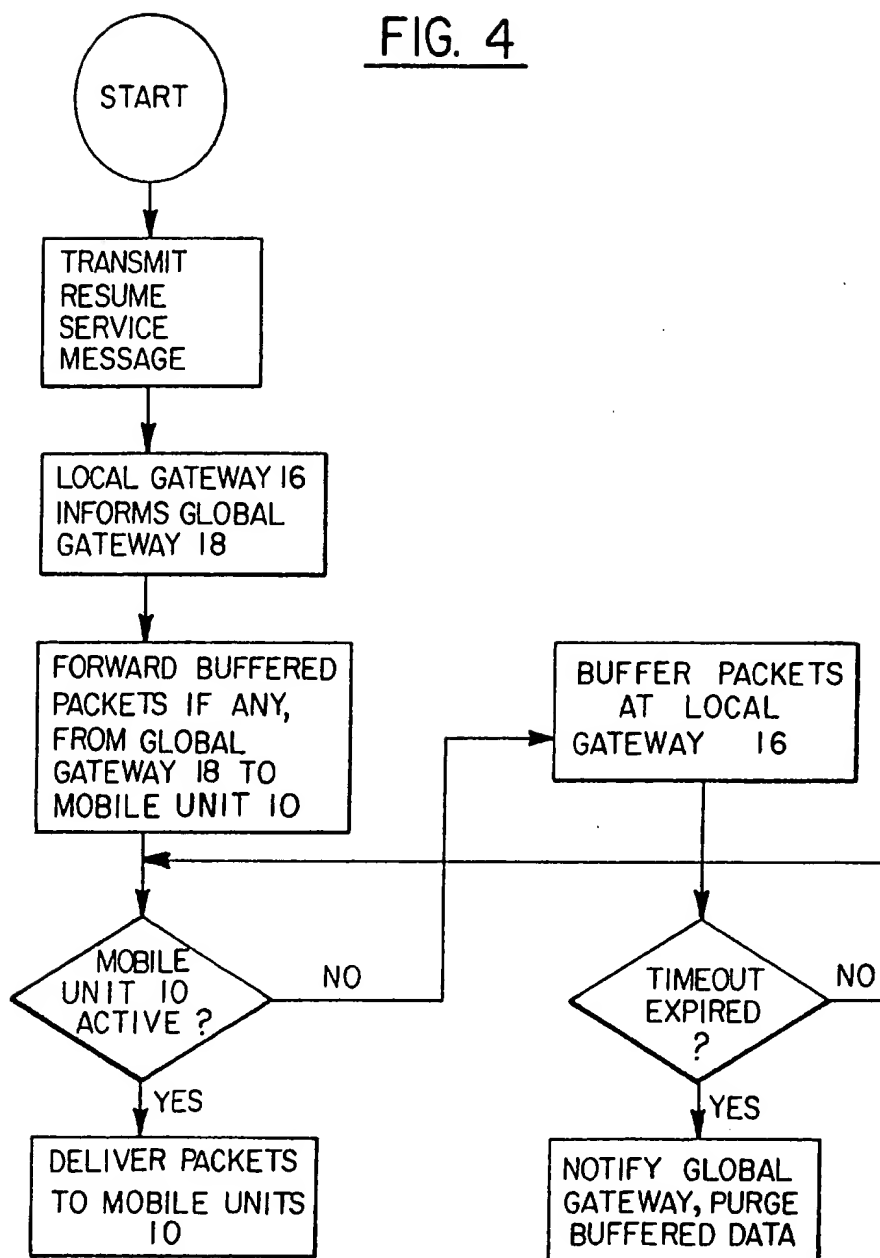 FIG. 4
START
TRANSMIT
RESUME
SERVICE
MESSAGE
LOCAL GATEWAY 16
INFORMS GLOBAL
GATEWAY 18
FORWARD BUFFERED
PACKETS IF ANY,
FROM GLOBAL
GATEWAY 18 TO
MOBILE UNIT 10
BUFFER PACKETS
AT LOCAL
GATEWAY 16
MOBILE
UNIT 10
ACTIVE ?
NO
YES
TIMEOUT
EXPIRED
?
NO
YES
DELIVER PACKETS
TO MOBILE UNITS
10
NOTIFY GLOBAL
GATEWAY, PURGE
BUFFERED DATA